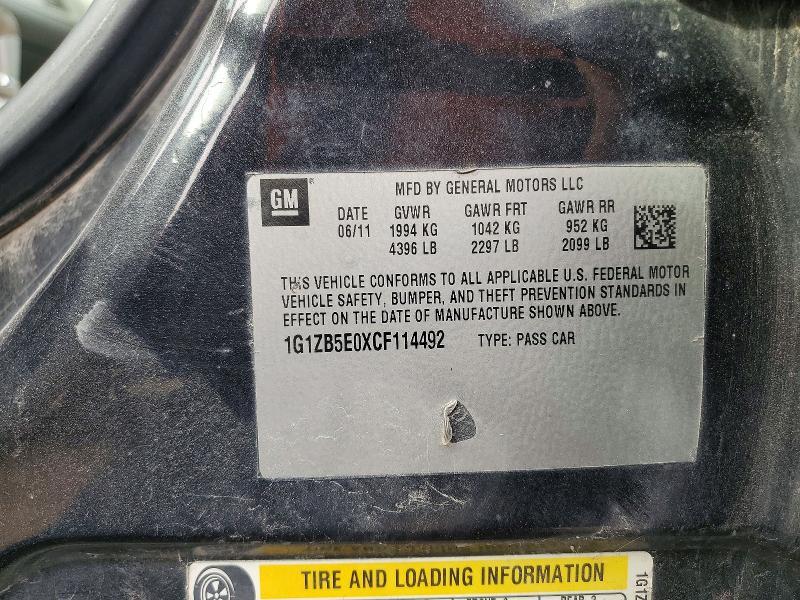 GM® MFD BY GENERAL MOTORS LLC
DATE GVWR GAWR FRT GAWR RR
06/11 1994 KG 1042 KG 952 KG
4396 LB 2297 LB 2099 LB
THIS VEHICLE CONFORMS TO ALL APPLICABLE U.S. FEDERAL MOTOR
VEHICLE SAFETY, BUMPER, AND THEFT PREVENTION STANDARDS IN
EFFECT ON THE DATE OF MANUFACTURE SHOWN ABOVE.
1G1ZB5E0XCF114492 TYPE: PASS CAR
TIRE AND LOADING INFORMATION
1G1Z